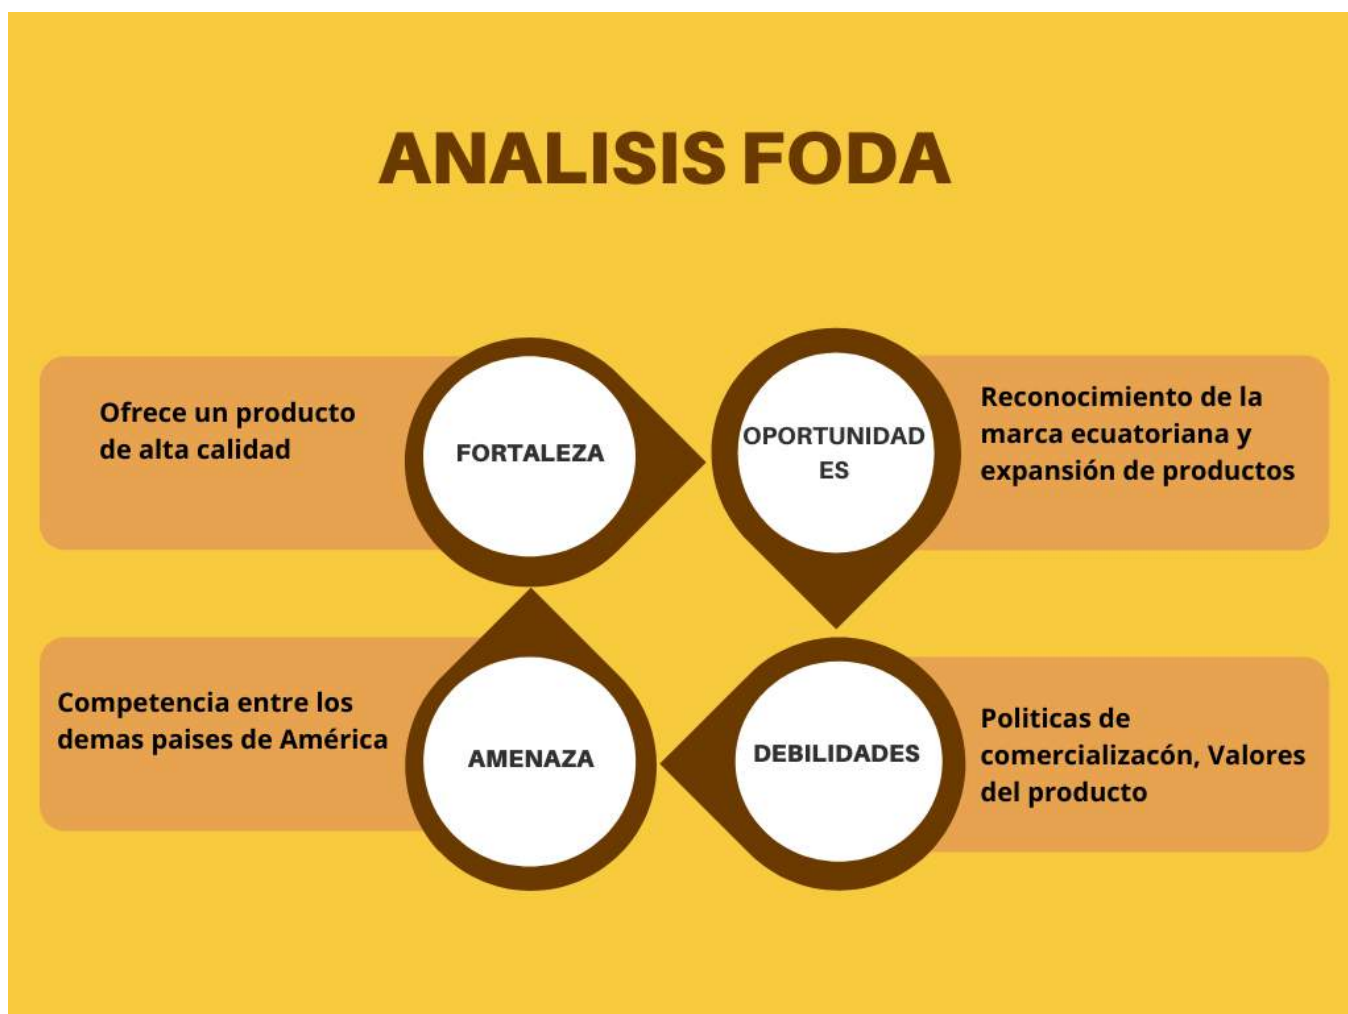 ANALISIS FODA
Ofrece un producto
de alta calidad
FORTALEZA
OPORTUNIDAD
ES
Reconocimiento de la
marca ecuatoriana y
expansión de productos
Competencia entre los
demas paises de América
AMENAZA
DEBILIDADES
Politicas de
comercializacón, Valores
del producto